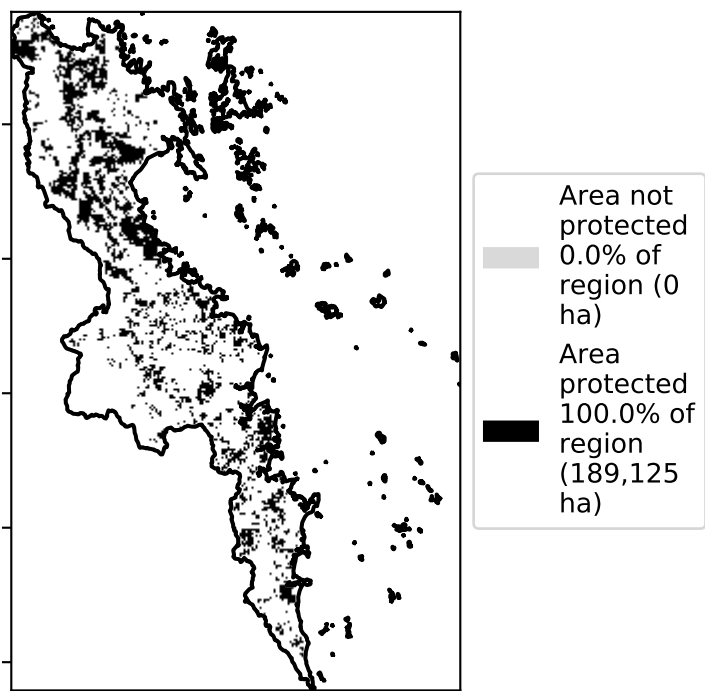 Area not
protected
0.0% of
region (0
ha)
Area
protected
100.0% of
region
(189,125
ha)